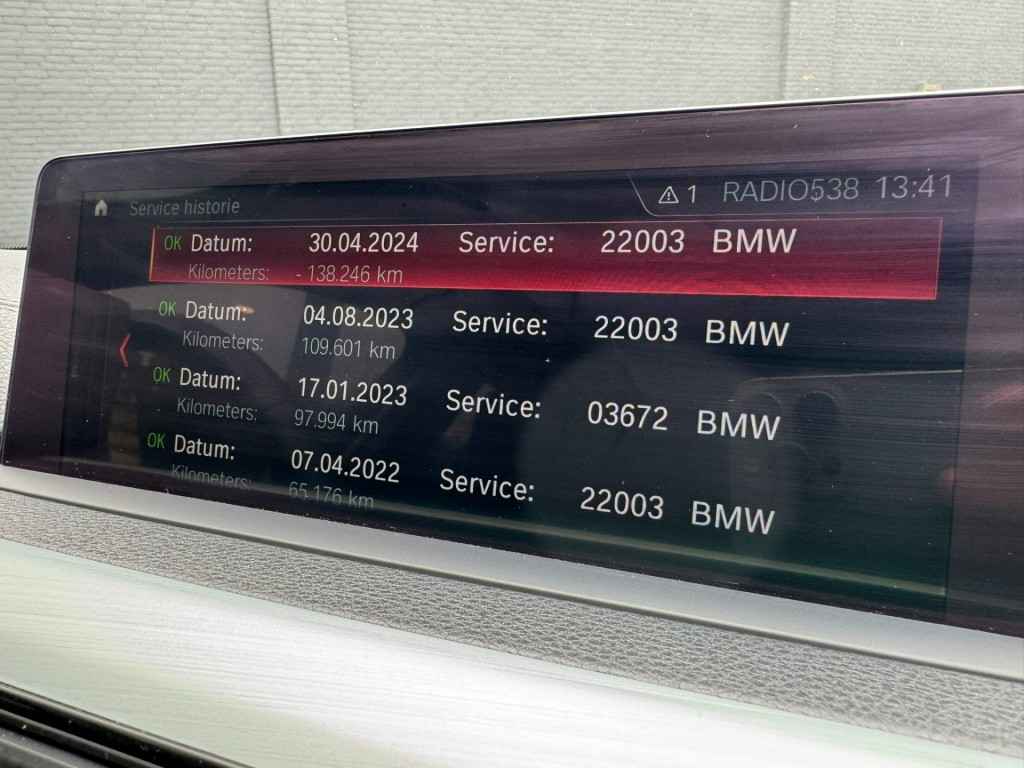 Service historie
1 RADIO538 13:41
OK Datum: 30.04.2024 Service: 22003 BMW
Kilometers: - 138.246 km
OK Datum: 04.08.2023 Service: 22003 BMW
Kilometers: 109.601 km
OK Datum: 17.01.2023 Service: 03672 BMW
Kilometers: 97.994 km
OK Datum: 07.04.2022 Service: 22003 BMW
Kilometers: 65.176 km